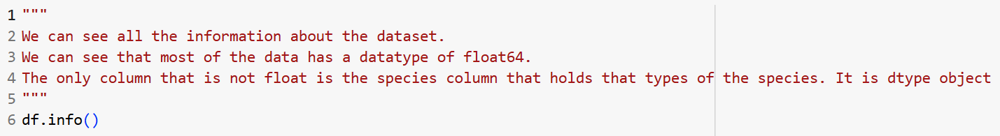 1 """
2 We can see all the information about the dataset.
3 We can see that most of the data has a datatype of float64.
4 The only column that is not float is the species column that holds that types of the species. It is dtype object
5 """
6 df.info()